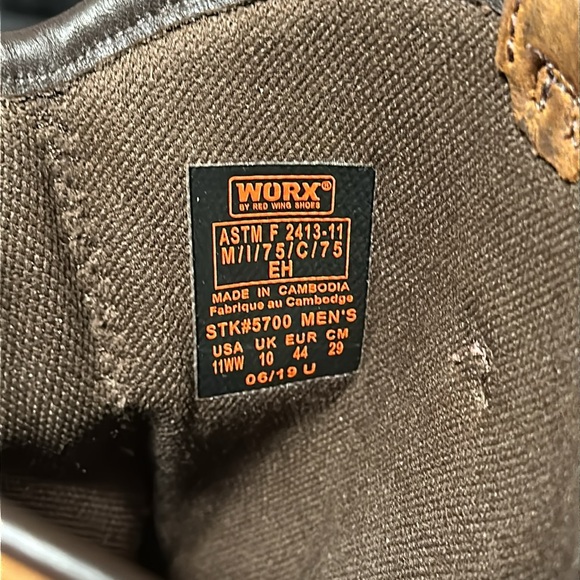 WORX®
BY RED WING SHOES
ASTM F 2413-11
M/I/75/C/75
EH
MADE IN CAMBODIA
Fabrique au Cambodge
STK#5700 MEN'S
USA UK EUR CM
11WW 10 44 29
06/19 U